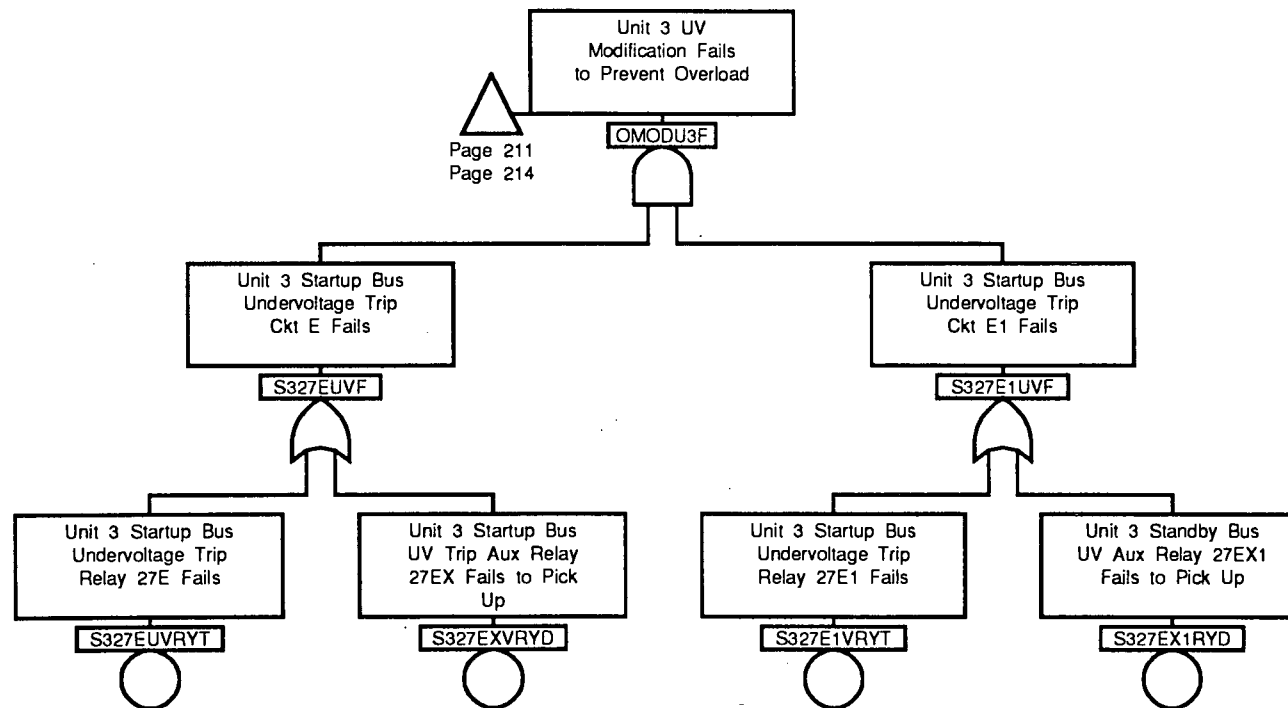 Unit 3 UV
Modification Fails
to Prevent Overload
OMODU3F
Page 211
Page 214
Unit 3 Startup Bus
Undervoltage Trip
Ckt E Fails
S327EUVF
Unit 3 Startup Bus
Undervoltage Trip
Ckt E1 Fails
S327E1UVF
Unit 3 Startup Bus
Undervoltage Trip
Relay 27E Fails
S327EUVRYT
Unit 3 Startup Bus
UV Trip Aux Relay
27EX Fails to Pick
Up
S327EXVRYD
Unit 3 Startup Bus
Undervoltage Trip
Relay 27E1 Fails
S327E1VRYT
Unit 3 Standby Bus
UV Aux Relay 27EX1
Fails to Pick Up
S327EX1RYD